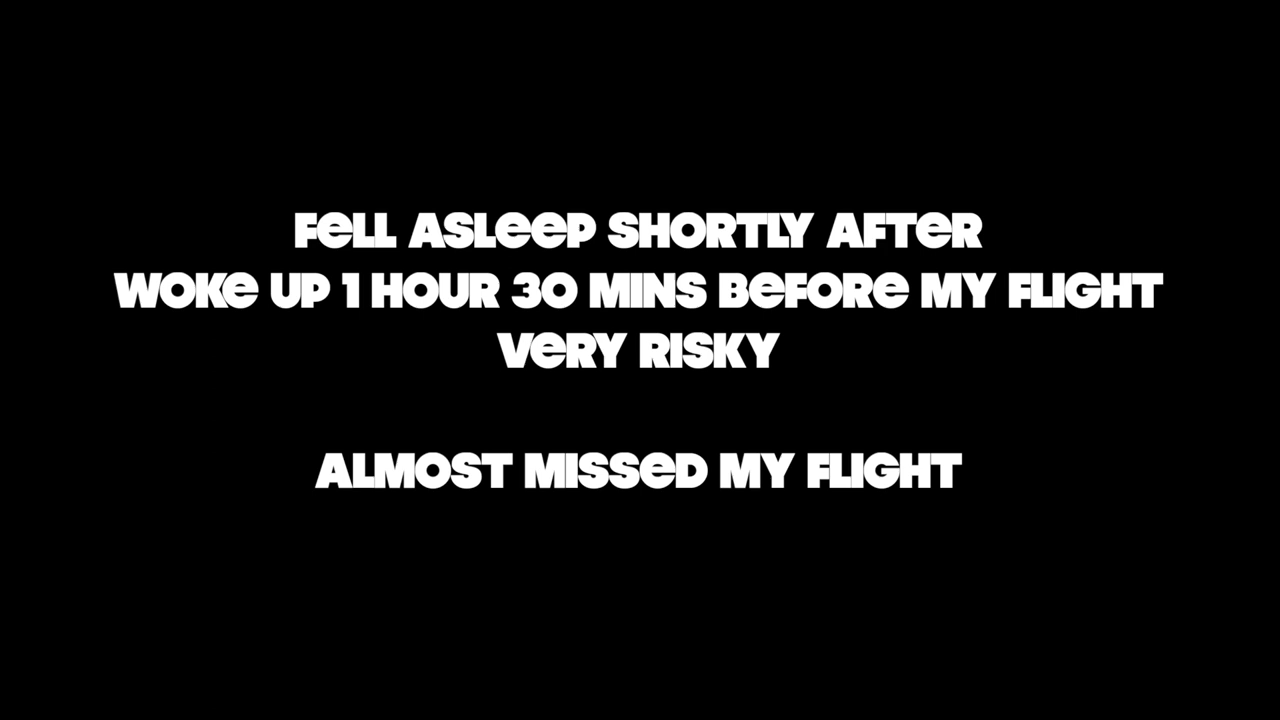 FeLL ASLeeP SHORTLY AFTeR
WOKe UP 1 HOUR 30 MINS BeFORe MY FLIGHT
VeRY RISKY
ALMOST MISSeD MY FLIGHT